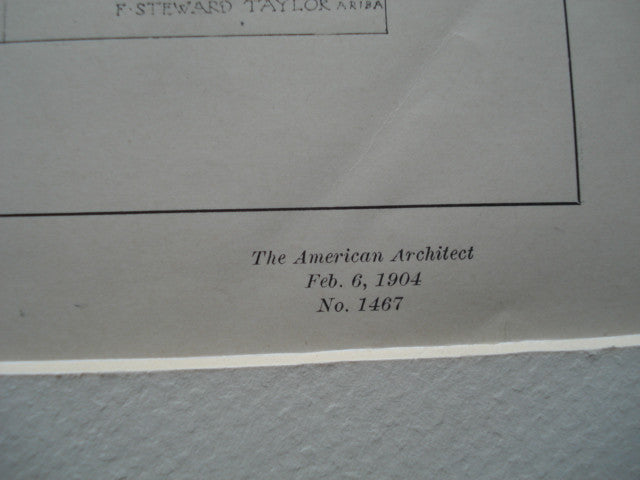 F. STEWARD TAYLOR ARIBA
The American Architect
Feb. 6, 1904
No. 1467